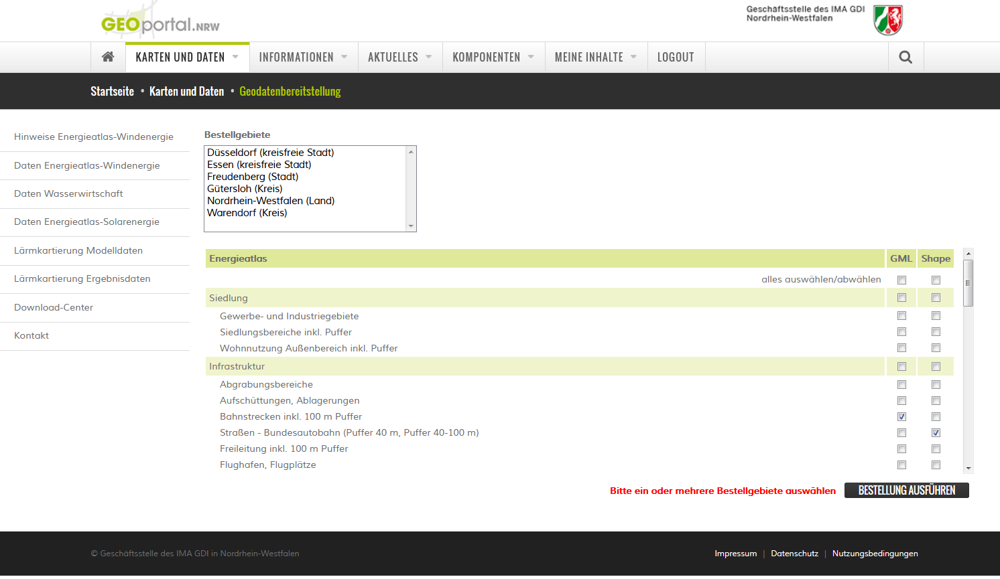 GEOportal.NRW
Geschäftsstelle des IMA GDI
Nordrhein-Westfalen
KARTEN UND DATEN INFORMATIONEN AKTUELLES KOMPONENTEN MEINE INHALTE LOGOUT
Startseite • Karten und Daten • Geodatenbereitstellung
Hinweise Energieatlas-Windenergie
Daten Energieatlas-Windenergie
Daten Wasserwirtschaft
Daten Energieatlas-Solarenergie
Lärmkartierung Modelldaten
Lärmkartierung Ergebnisdaten
Download-Center
Kontakt
Bestellgebiete
Düsseldorf (kreisfreie Stadt)
Essen (kreisfreie Stadt)
Freudenberg (Stadt)
Gütersloh (Kreis)
Nordrhein-Westfalen (Land)
Warendorf (Kreis)
Energieatlas GML Shape
alles auswählen/abwählen
Siedlung
Gewerbe- und Industriegebiete
Siedlungsbereiche inkl. Puffer
Wohnnutzung Außenbereich inkl. Puffer
Infrastruktur
Abgrabungsbereiche
Aufschüttungen, Ablagerungen
Bahnstrecken inkl. 100 m Puffer
Straßen - Bundesautobahn (Puffer 40 m, Puffer 40-100 m)
Freileitung inkl. 100 m Puffer
Flughafen, Flugplätze
Bitte ein oder mehrere Bestellgebiete auswählen BESTELLUNG AUSFÜHREN
© Geschäftsstelle des IMA GDI in Nordrhein-Westfalen Impressum | Datenschutz | Nutzungsbedingungen